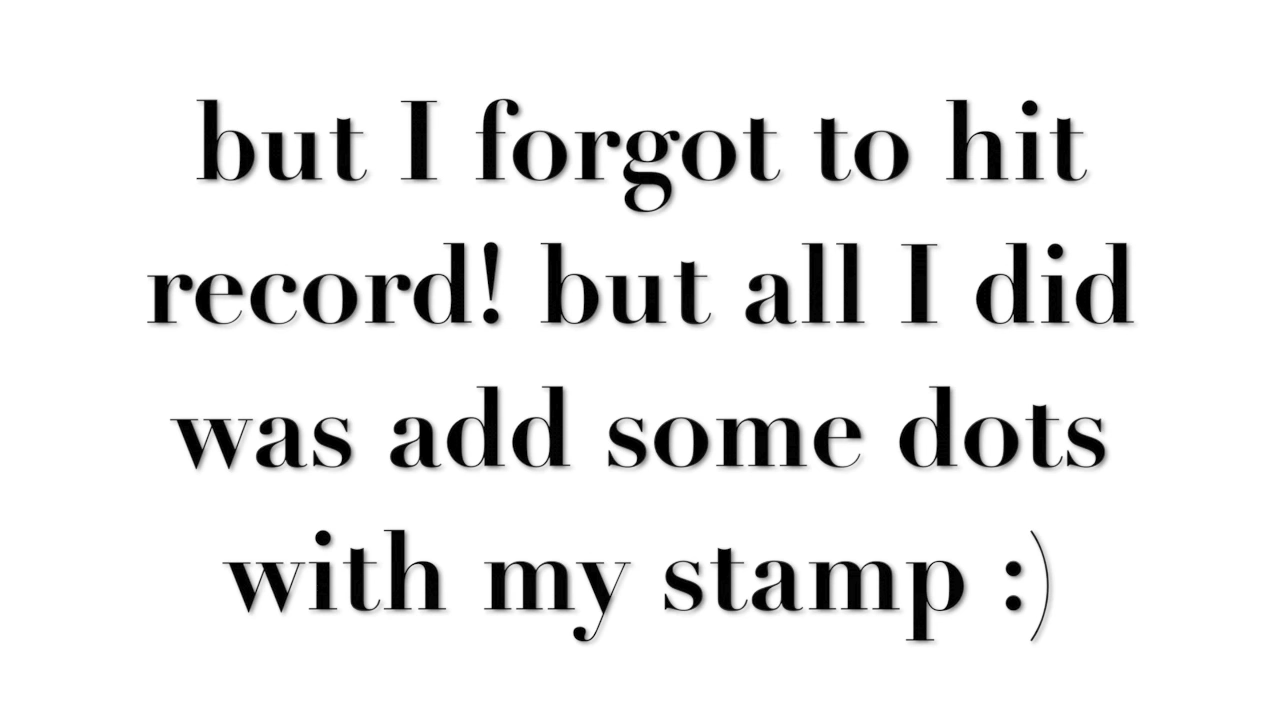 but I forgot to hit
record! but all I did
was add some dots
with my stamp :)